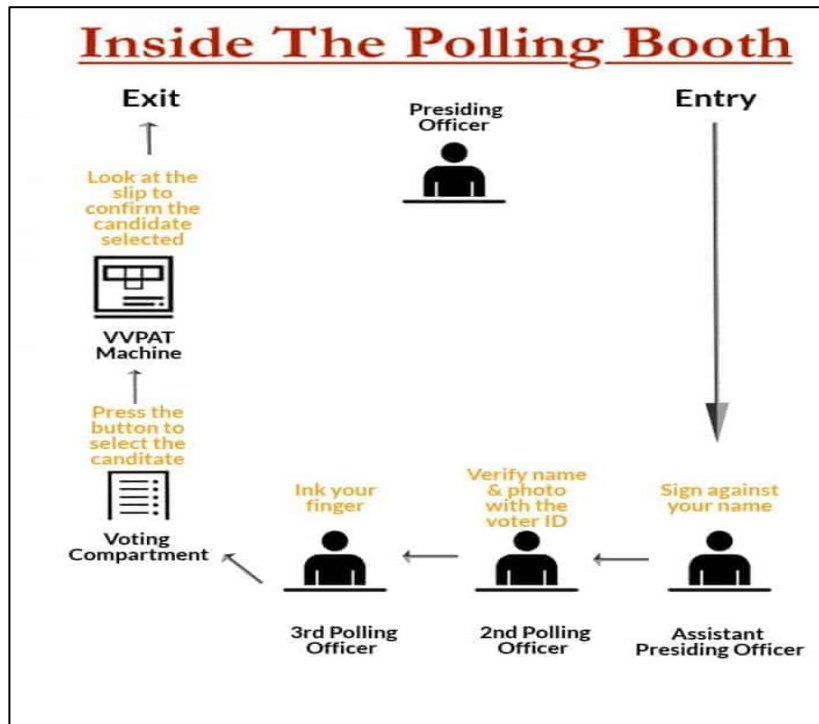 Inside The Polling Booth
Exit
Presiding
Officer
Entry
Look at the
slip to
confirm the
candidate
selected
VVPAT
Machine
Press the
button to
select the
canditate
Voting
Compartment
Ink your
finger
3rd Polling
Officer
Verify name
& photo
with the
voter ID
2nd Polling
Officer
Sign against
your name
Assistant
Presiding Officer